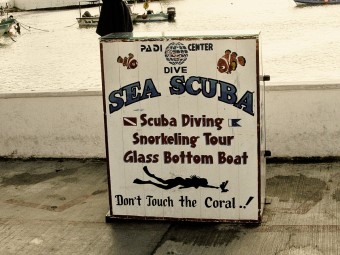 PADI CENTER
DIVE
SEA SCUBA
Scuba Diving
Snorkeling Tour
Glass Bottom Boat
Don't Touch the Coral..!